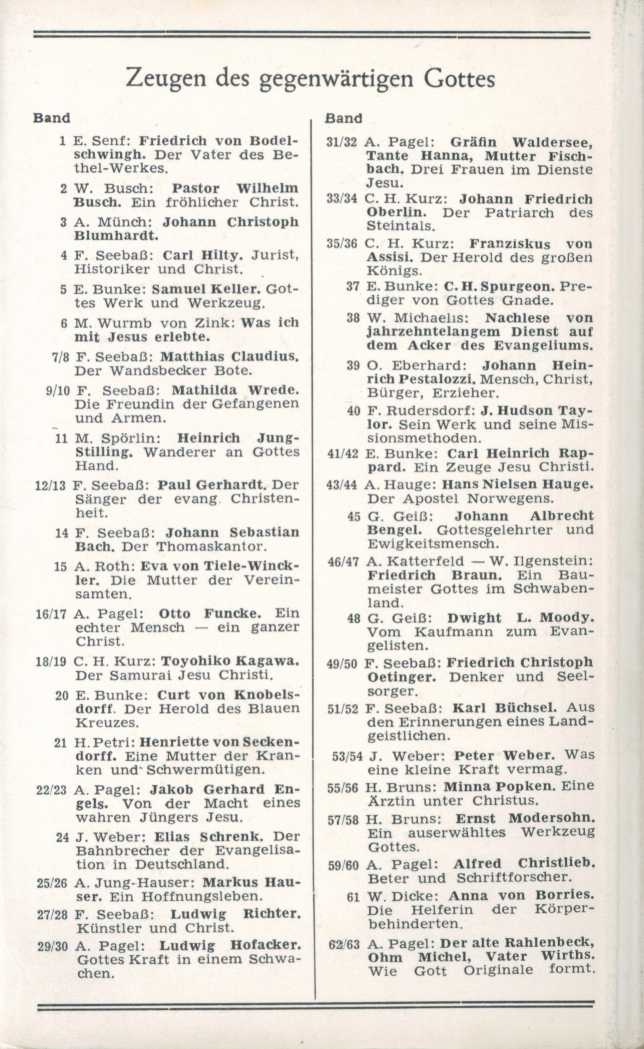 Zeugen des gegenwärtigen Gottes
Band
1 E. Senf: Friedrich von Bodel-
schwingh. Der Vater des Be-
thel-Werkes.
2 W. Busch: Pastor Wilhelm
Busch. Ein fröhlicher Christ.
3 A. Münch: Johann Christoph
Blumhardt.
4 F. Seebaß: Carl Hilty. Jurist,
Historiker und Christ.
5 E. Bunke: Samuel Keller. Got-
tes Werk und Werkzeug.
6 M. Wurmb von Zink: Was ich
mit Jesus erlebte.
7/8 F. Seebaß: Matthias Claudius.
Der Wandsbecker Bote.
9/10 F. Seebaß: Mathilda Wrede.
Die Freundin der Gefangenen
und Armen.
11 M. Spörlin: Heinrich Jung-
Stilling. Wanderer an Gottes
Hand.
12/13 F. Seebaß: Paul Gerhardt. Der
Sänger der evang. Christen-
heit.
14 F. Seebaß: Johann Sebastian
Bach. Der Thomaskantor.
15 A. Roth: Eva von Tiele-Winck-
ler. Die Mutter der Verein-
samten.
16/17 A. Pagel: Otto Funcke. Ein
echter Mensch — ein ganzer
Christ.
18/19 C. H. Kurz: Toyohiko Kagawa.
Der Samurai Jesu Christi.
20 E. Bunke: Curt von Knobels-
dorff. Der Herold des Blauen
Kreuzes.
21 H. Petri: Henriette von Secken-
dorff. Eine Mutter der Kran-
ken und Schwermütigen.
22/23 A. Pagel: Jakob Gerhard En-
gels. Von der Macht eines
wahren Jüngers Jesu.
24 J. Weber: Elias Schrenk. Der
Bahnbrecher der Evangelisa-
tion in Deutschland.
25/26 A. Jung-Hauser: Markus Hau-
ser. Ein Hoffnungsleben.
27/28 F. Seebaß: Ludwig Richter.
Künstler und Christ.
29/30 A. Pagel: Ludwig Hofacker.
Gottes Kraft in einem Schwa-
chen.
Band
31/32 A. Pagel: Gräfin Waldersee,
Tante Hanna, Mutter Fisch-
bach. Drei Frauen im Dienste
Jesu.
33/34 C. H. Kurz: Johann Friedrich
Oberlin. Der Patriarch des
Steintals.
35/36 C. H. Kurz: Franziskus von
Assisi. Der Herold des großen
Königs.
37 E. Bunke: C. H. Spurgeon. Pre-
diger von Gottes Gnade.
38 W. Michaelis: Nachlese von
jahrzehntelangem Dienst auf
dem Acker des Evangeliums.
39 O. Eberhard: Johann Hein-
rich Pestalozzi. Mensch, Christ,
Bürger, Erzieher.
40 F. Rudersdorf: J. Hudson Tay-
lor. Sein Werk und seine Mis-
sionsmethoden.
41/42 E. Bunke: Carl Heinrich Rap-
pard. Ein Zeuge Jesu Christi.
43/44 A. Hauge: Hans Nielsen Hauge.
Der Apostel Norwegens.
45 G. Geiß: Johann Albrecht
Bengel. Gottesgelehrter und
Ewigkeitsmensch.
46/47 A. Katterfeld — W. Ilgenstein:
Friedrich Braun. Ein Bau-
meister Gottes im Schwaben-
land.
48 G. Geiß: Dwight L. Moody.
Vom Kaufmann zum Evan-
gelisten.
49/50 F. Seebaß: Friedrich Christoph
Oetinger. Denker und Seel-
sorger.
51/52 F. Seebaß: Karl Büchsel. Aus
den Erinnerungen eines Land-
geistlichen.
53/54 J. Weber: Peter Weber. Was
eine kleine Kraft vermag.
55/56 H. Bruns: Minna Popken. Eine
Ärztin unter Christus.
57/58 H. Bruns: Ernst Modersohn.
Ein auserwähltes Werkzeug
Gottes.
59/60 A. Pagel: Alfred Christlieb.
Beter und Schriftforscher.
61 W. Dicke: Anna von Borries.
Die Helferin der Körper-
behinderten.
62/63 A. Pagel: Der alte Rahlenbeck,
Ohm Michel, Vater Wirths.
Wie Gott Originale formt.